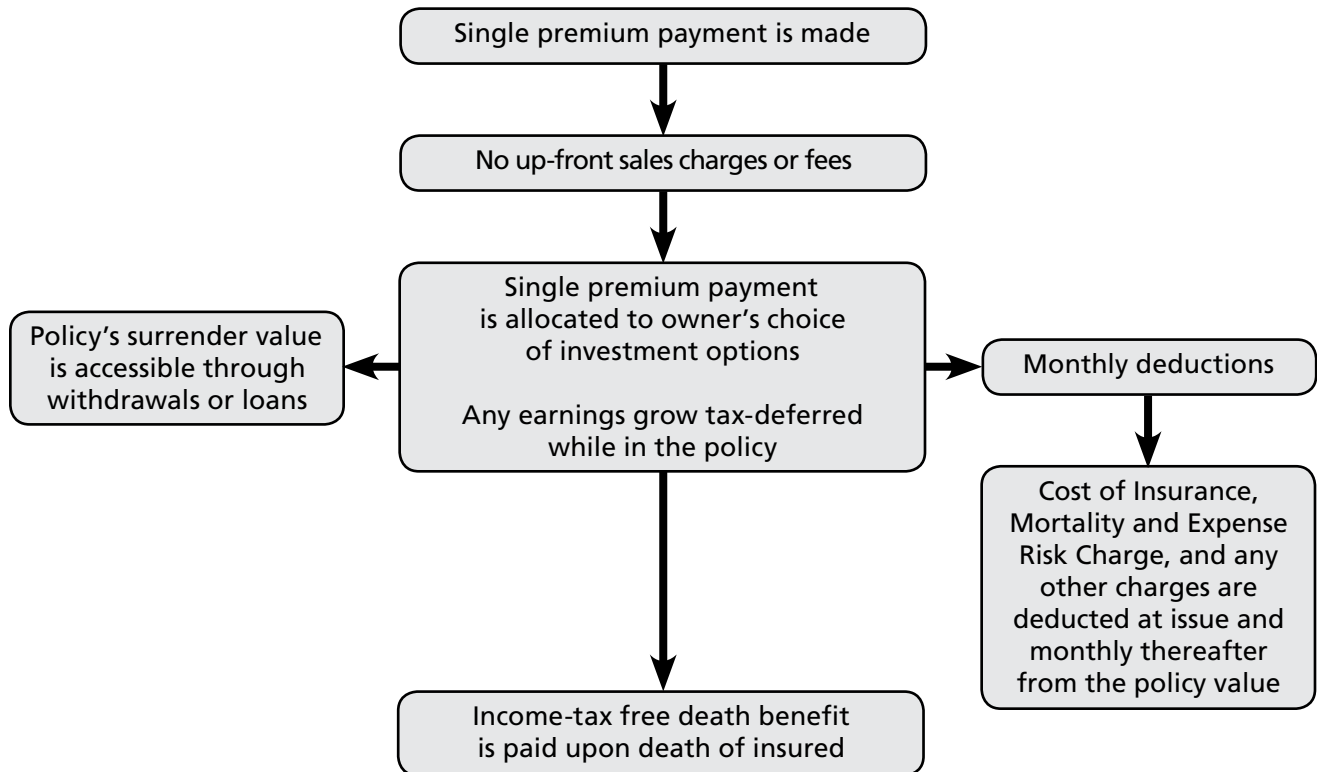 Single premium payment is made
No up-front sales charges or fees
Single premium payment
is allocated to owner’s choice
of investment options
Any earnings grow tax-deferred
while in the policy
Policy’s surrender value
is accessible through
withdrawals or loans
Monthly deductions
Cost of Insurance,
Mortality and Expense
Risk Charge, and any
other charges are
deducted at issue and
monthly thereafter
from the policy value
Income-tax free death benefit
is paid upon death of insured